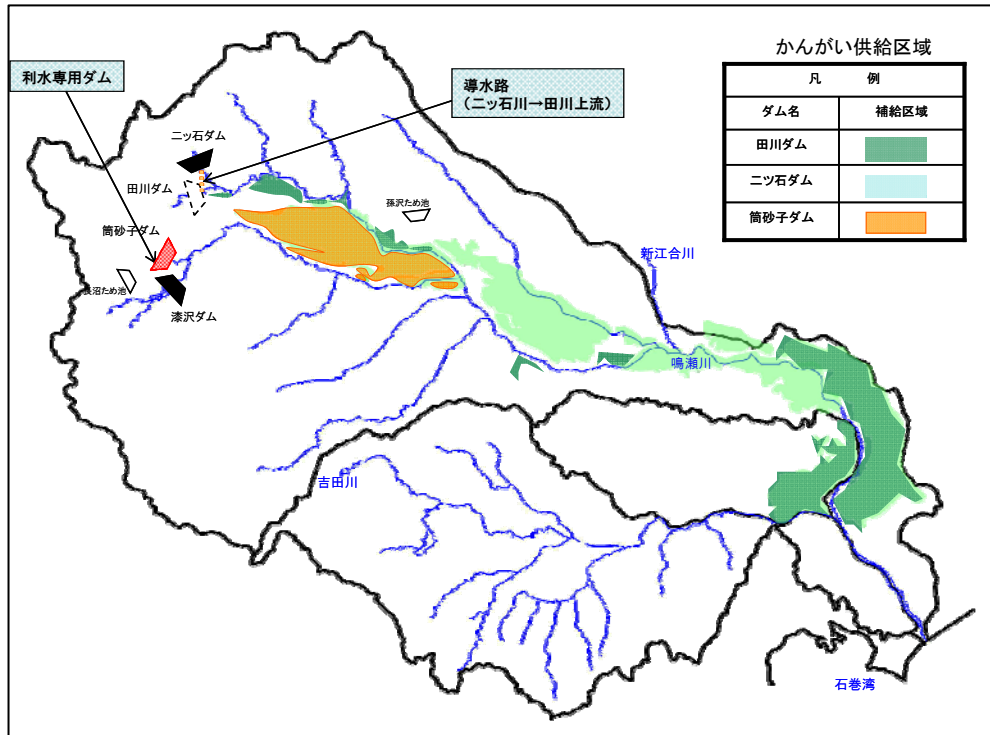 かんがい供給区域
凡 例
ダム名 補給区域
田川ダム
二ツ石ダム
筒砂子ダム
利水専用ダム
導水路
(二ッ石川→田川上流)
二ッ石ダム
田川ダム
孫沢ため池
筒砂子ダム
長沼ため池
漆沢ダム
新江合川
鳴瀬川
吉田川
石巻湾